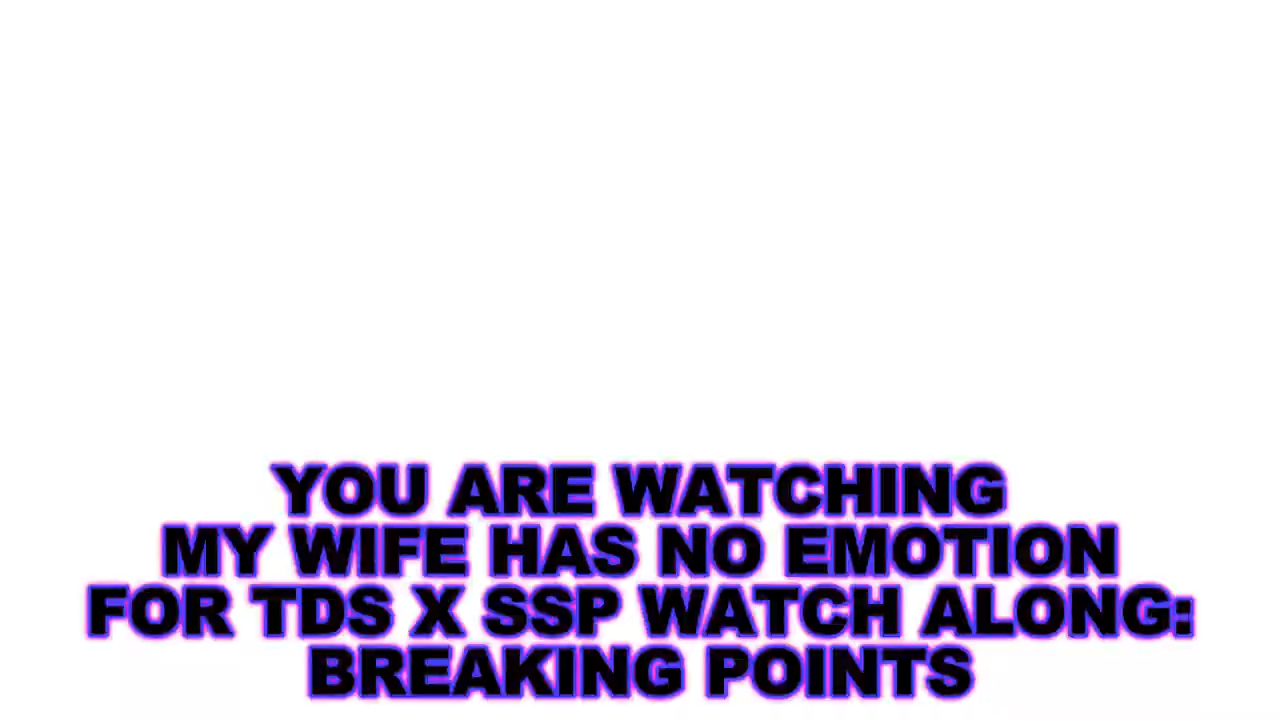 YOU ARE WATCHING
MY WIFE HAS NO EMOTION
FOR TDS X SSP WATCH ALONG:
BREAKING POINTS